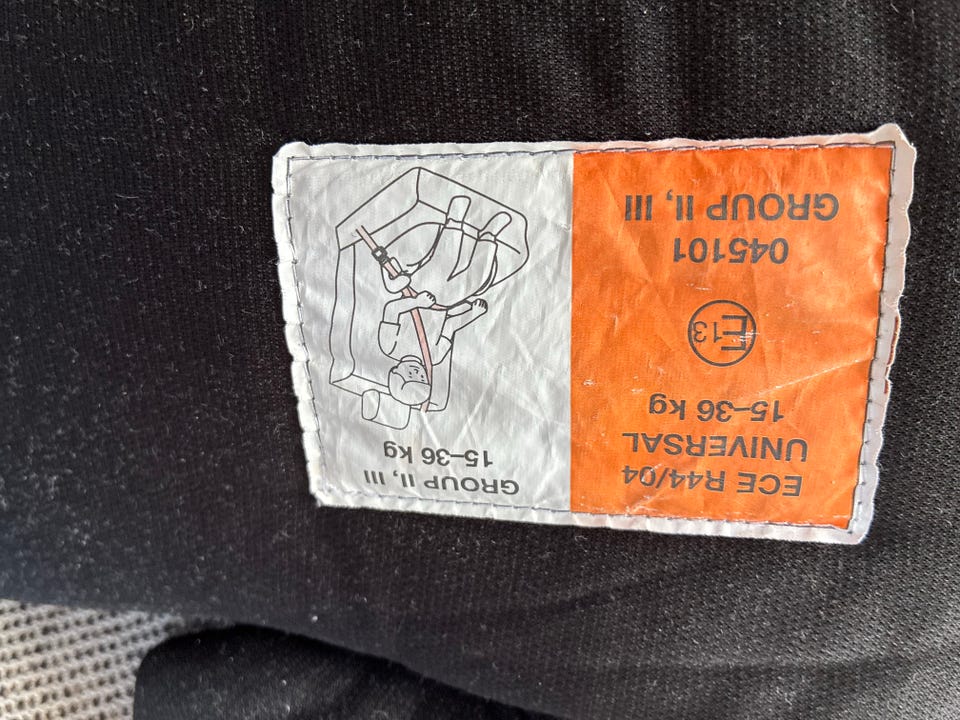 ECE R44/04
UNIVERSAL
15-36 kg
E13
045101
GROUP II, III
GROUP II, III
15-36 kg